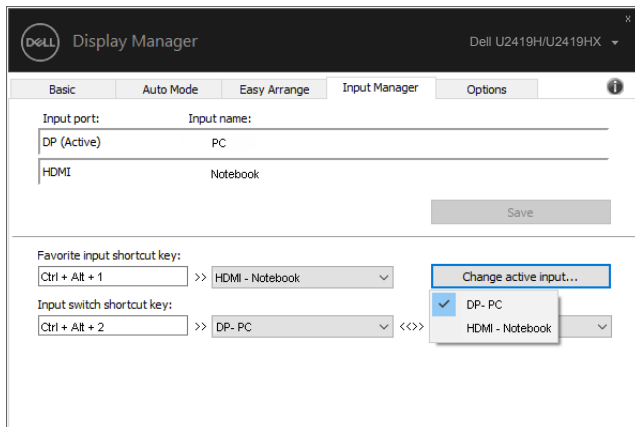 x
DELL Display Manager Dell U2419H/U2419HX
Basic Auto Mode Easy Arrange Input Manager Options i
Input port: Input name:
DP (Active) PC
HDMI Notebook
Save
Favorite input shortcut key:
Ctrl + Alt + 1 >> HDMI - Notebook Change active input...
Input switch shortcut key:
DP- PC
Ctrl + Alt + 2 >> DP- PC <<>> HDMI - Notebook